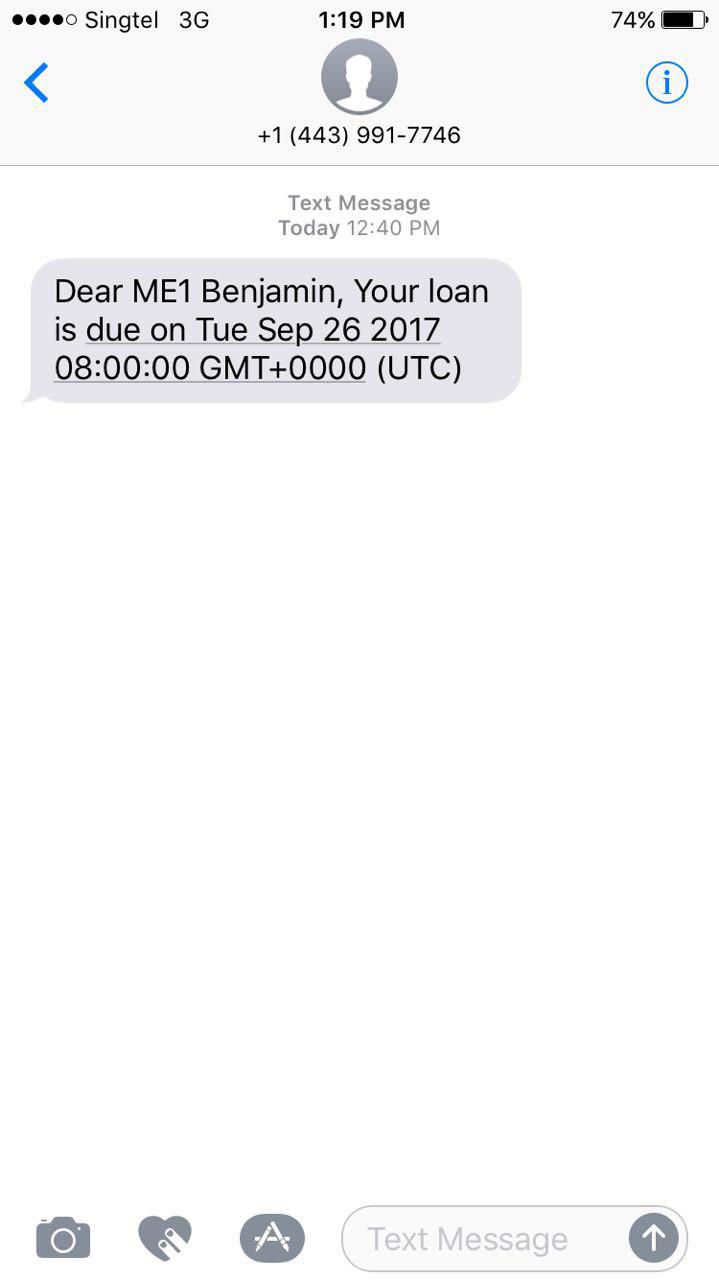 Singtel 3G 1:19 PM 74%
i
+1 (443) 991-7746
Text Message
Today 12:40 PM
Dear ME1 Benjamin, Your loan
is due on Tue Sep 26 2017
08:00:00 GMT+0000 (UTC)
Text Message